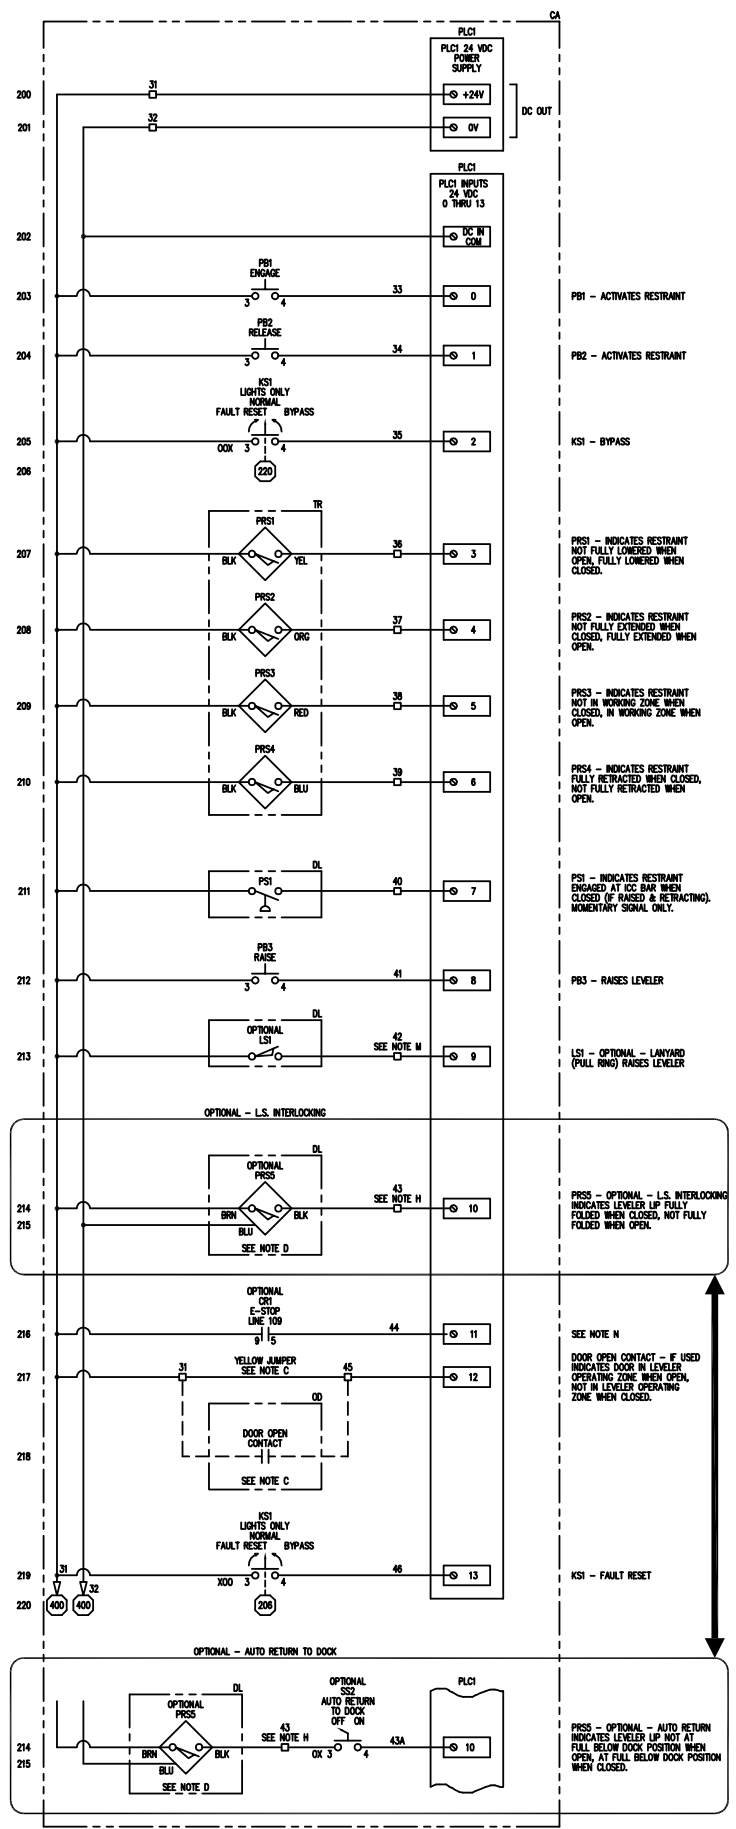 CA
PLC1
PLC1 24 VDC
POWER
SUPPLY
200
31
+24V
DC OUT
201
32
0V
PLC1
PLC1 INPUTS
24 VDC
0 THRU 13
202
DC IN
COM
PB1
ENGAGE
203
3 4
33
0
PB1 – ACTIVATES RESTRAINT
PB2
RELEASE
204
3 4
34
1
PB2 – ACTIVATES RESTRAINT
KS1
LIGHTS ONLY
NORMAL
FAULT RESET BYPASS
205
OOX 3 4
35
2
KS1 – BYPASS
206
220
TR
PRS1
207
BLK YEL
36
3
PRS1 – INDICATES RESTRAINT
NOT FULLY LOWERED WHEN
OPEN, FULLY LOWERED WHEN
CLOSED.
PRS2
208
BLK ORG
37
4
PRS2 – INDICATES RESTRAINT
NOT FULLY EXTENDED WHEN
CLOSED, FULLY EXTENDED WHEN
OPEN.
PRS3
209
BLK RED
38
5
PRS3 – INDICATES RESTRAINT
NOT IN WORKING ZONE WHEN
CLOSED, IN WORKING ZONE WHEN
OPEN.
PRS4
210
BLK BLU
39
6
PRS4 – INDICATES RESTRAINT
FULLY RETRACTED WHEN CLOSED,
NOT FULLY RETRACTED WHEN
OPEN.
DL
211
PS1
40
7
PS1 – INDICATES RESTRAINT
ENGAGED AT ICC BAR WHEN
CLOSED (IF RAISED & RETRACTING).
MOMENTARY SIGNAL ONLY.
PB3
RAISE
212
3 4
41
8
PB3 – RAISES LEVELER
DL
OPTIONAL
LS1
213
42
SEE NOTE M
9
LS1 – OPTIONAL – LANYARD
(PULL RING) RAISES LEVELER
OPTIONAL – L.S. INTERLOCKING
DL
OPTIONAL
PRS5
214
BRN BLK
43
SEE NOTE H
10
PRS5 – OPTIONAL – L.S. INTERLOCKING
INDICATES LEVELER LIP FULLY
FOLDED WHEN CLOSED, NOT FULLY
FOLDED WHEN OPEN.
215
BLU
SEE NOTE D
OPTIONAL
CR1
E-STOP
LINE 109
216
9 5
44
11
SEE NOTE N
YELLOW JUMPER
SEE NOTE C
217
31
45
12
DOOR OPEN CONTACT – IF USED
INDICATES DOOR IN LEVELER
OPERATING ZONE WHEN OPEN,
NOT IN LEVELER OPERATING
ZONE WHEN CLOSED.
OD
DOOR OPEN
CONTACT
218
SEE NOTE C
KS1
LIGHTS ONLY
NORMAL
FAULT RESET BYPASS
219
31
XOO 3 4
46
13
KS1 – FAULT RESET
32
220
400
400
206
OPTIONAL – AUTO RETURN TO DOCK
DL
OPTIONAL
PRS5
OPTIONAL
SS2
AUTO RETURN
TO DOCK
OFF ON
PLC1
214
BRN BLK
43
SEE NOTE H
OX 3 4
43A
10
PRS5 – OPTIONAL – AUTO RETURN
INDICATES LEVELER LIP NOT AT
FULL BELOW DOCK POSITION WHEN
OPEN, AT FULL BELOW DOCK POSITION
WHEN CLOSED.
215
BLU
SEE NOTE D